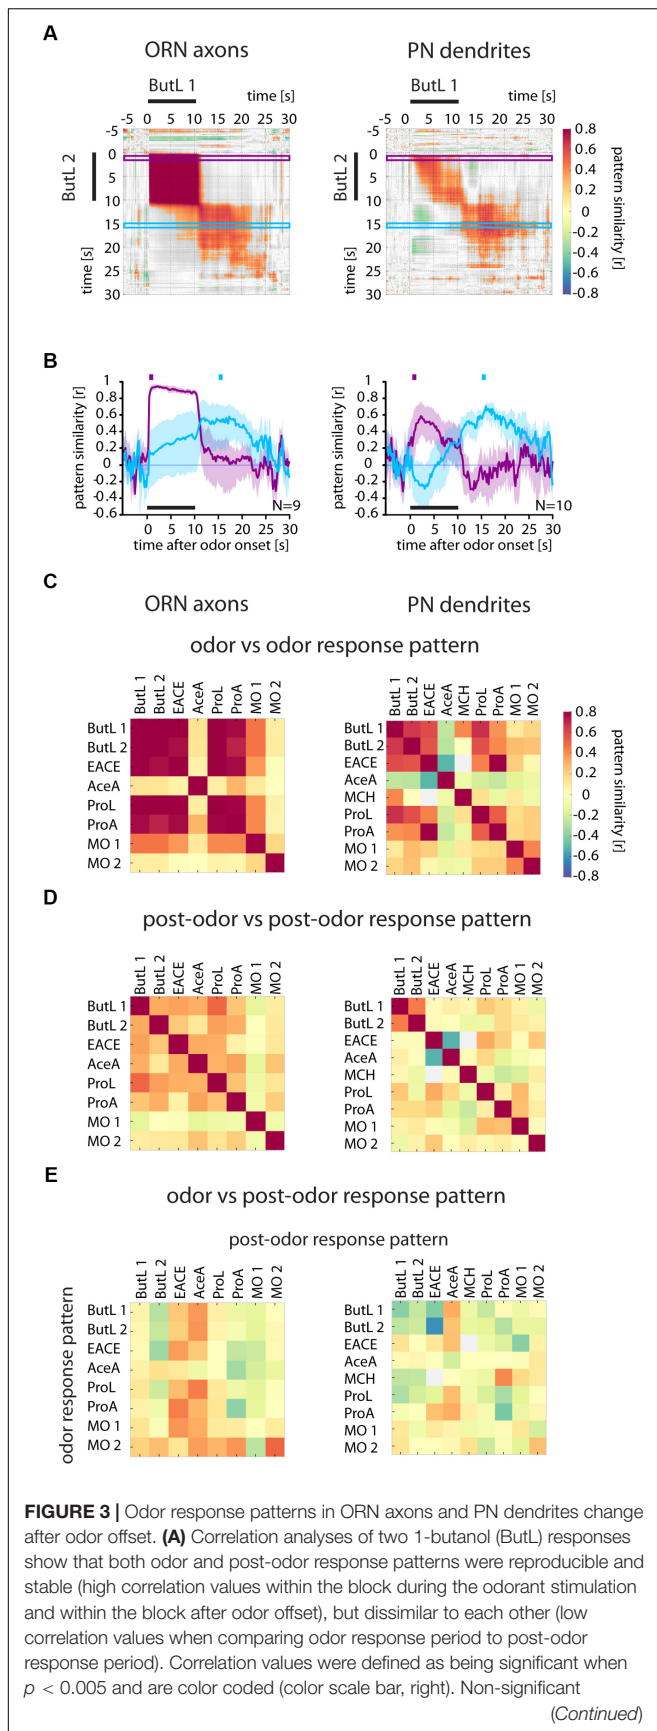 A
ORN axons PN dendrites
ButL 1 time [s] ButL 1 time [s]
-5 0 5 10 15 20 25 30 -5 0 5 10 15 20 25 30
ButL 2
time [s]
-5
0
5
10
15
20
25
30
ButL 2
time [s]
-5
0
5
10
15
20
25
30
0.8
0.6
0.4
0.2
0
-0.2
-0.4
-0.6
-0.8
pattern similarity [r]
B
pattern similarity [r]
1
0.8
0.6
0.4
0.2
0
-0.2
-0.4
-0.6
N=9
0 5 10 15 20 25 30
time after odor onset [s]
pattern similarity [r]
1
0.8
0.6
0.4
0.2
0
-0.2
-0.4
-0.6
N=10
0 5 10 15 20 25 30
time after odor onset [s]
C
ORN axons PN dendrites
odor vs odor response pattern
ButL 1 ButL 2 EACE AceA ProL ProA MO 1 MO 2
ButL 1
ButL 2
EACE
AceA
ProL
ProA
MO 1
MO 2
ButL 1 ButL 2 EACE AceA MCH ProL ProA MO 1 MO 2
ButL 1
ButL 2
EACE
AceA
MCH
ProL
ProA
MO 1
MO 2
0.8
0.6
0.4
0.2
0
-0.2
-0.4
-0.6
-0.8
pattern similarity [r]
D
post-odor vs post-odor response pattern
ButL 1 ButL 2 EACE AceA ProL ProA MO 1 MO 2
ButL 1
ButL 2
EACE
AceA
ProL
ProA
MO 1
MO 2
ButL 1 ButL 2 EACE AceA MCH ProL ProA MO 1 MO 2
ButL 1
ButL 2
EACE
AceA
MCH
ProL
ProA
MO 1
MO 2
E
odor vs post-odor response pattern
post-odor response pattern
odor response pattern
ButL 1 ButL 2 EACE AceA ProL ProA MO 1 MO 2
ButL 1
ButL 2
EACE
AceA
ProL
ProA
MO 1
MO 2
ButL 1 ButL 2 EACE AceA MCH ProL ProA MO 1 MO 2
ButL 1
ButL 2
EACE
AceA
MCH
ProL
ProA
MO 1
MO 2
FIGURE 3 | Odor response patterns in ORN axons and PN dendrites change
after odor offset. (A) Correlation analyses of two 1-butanol (ButL) responses
show that both odor and post-odor response patterns were reproducible and
stable (high correlation values within the block during the odorant stimulation
and within the block after odor offset), but dissimilar to each other (low
correlation values when comparing odor response period to post-odor
response period). Correlation values were defined as being significant when
p < 0.005 and are color coded (color scale bar, right). Non-significant
(Continued)